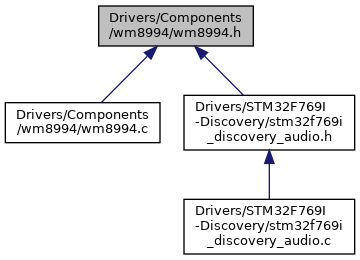 Drivers/Components
/wm8994/wm8994.h
Drivers/Components
/wm8994/wm8994.c
Drivers/STM32F769I
-Discovery/stm32f769i
_discovery_audio.h
Drivers/STM32F769I
-Discovery/stm32f769i
_discovery_audio.c